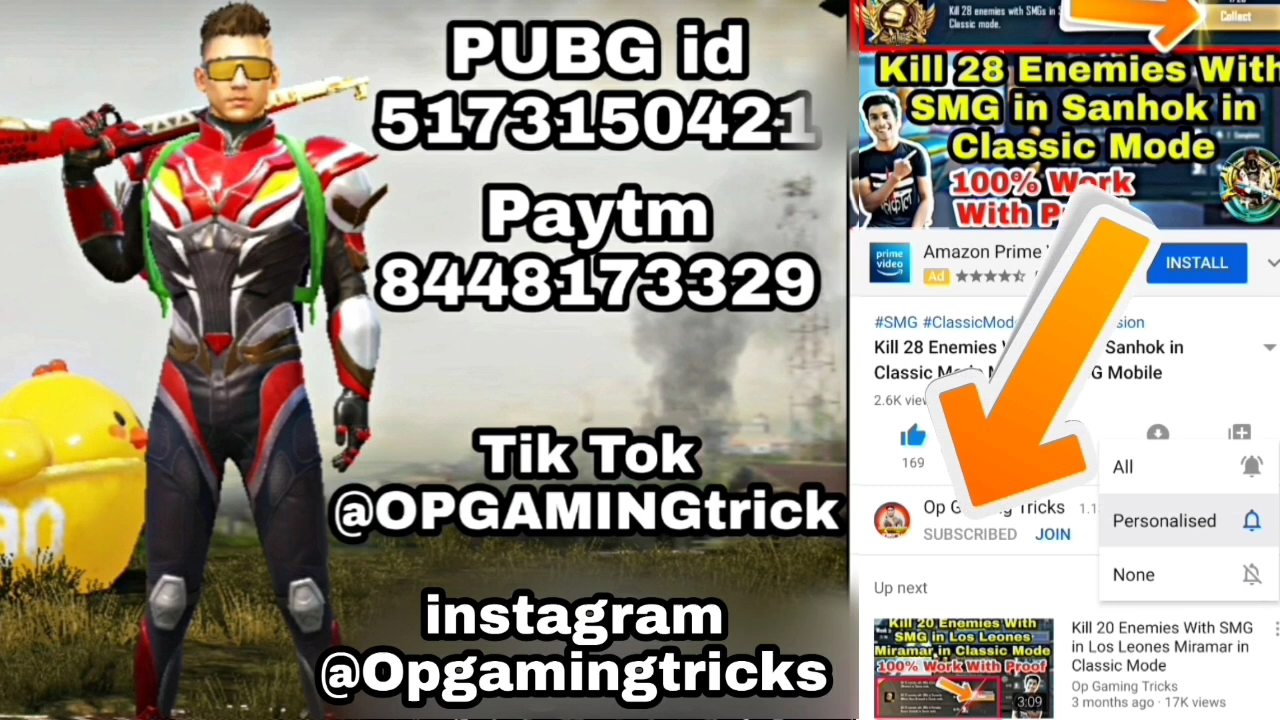 PUBG id
5173150421
Paytm
8448173329
Tik Tok
@OPGAMINGtrick
instagram
@Opgamingtricks
Kill 28 enemies with SMGs in
Classic mode.
Collect
Kill 28 Enemies With
SMG in Sanhok in
Classic Mode
100% Work
With
Amazon Prime
prime
video
Ad
INSTALL
#SMG
Kill 28 Enemies Sanhok in
Classic G Mobile
2.6K
169
All
Op Tricks
Personalised
SUBSCRIBED JOIN
None
Up next
Kill 20 Enemies With
SMG in Los Leones
Miramar in Classic Mode
100% Work With Proof
3:09
Kill 20 Enemies With SMG
in Los Leones Miramar in
Classic Mode
Op Gaming Tricks
3 months ago · 17K views